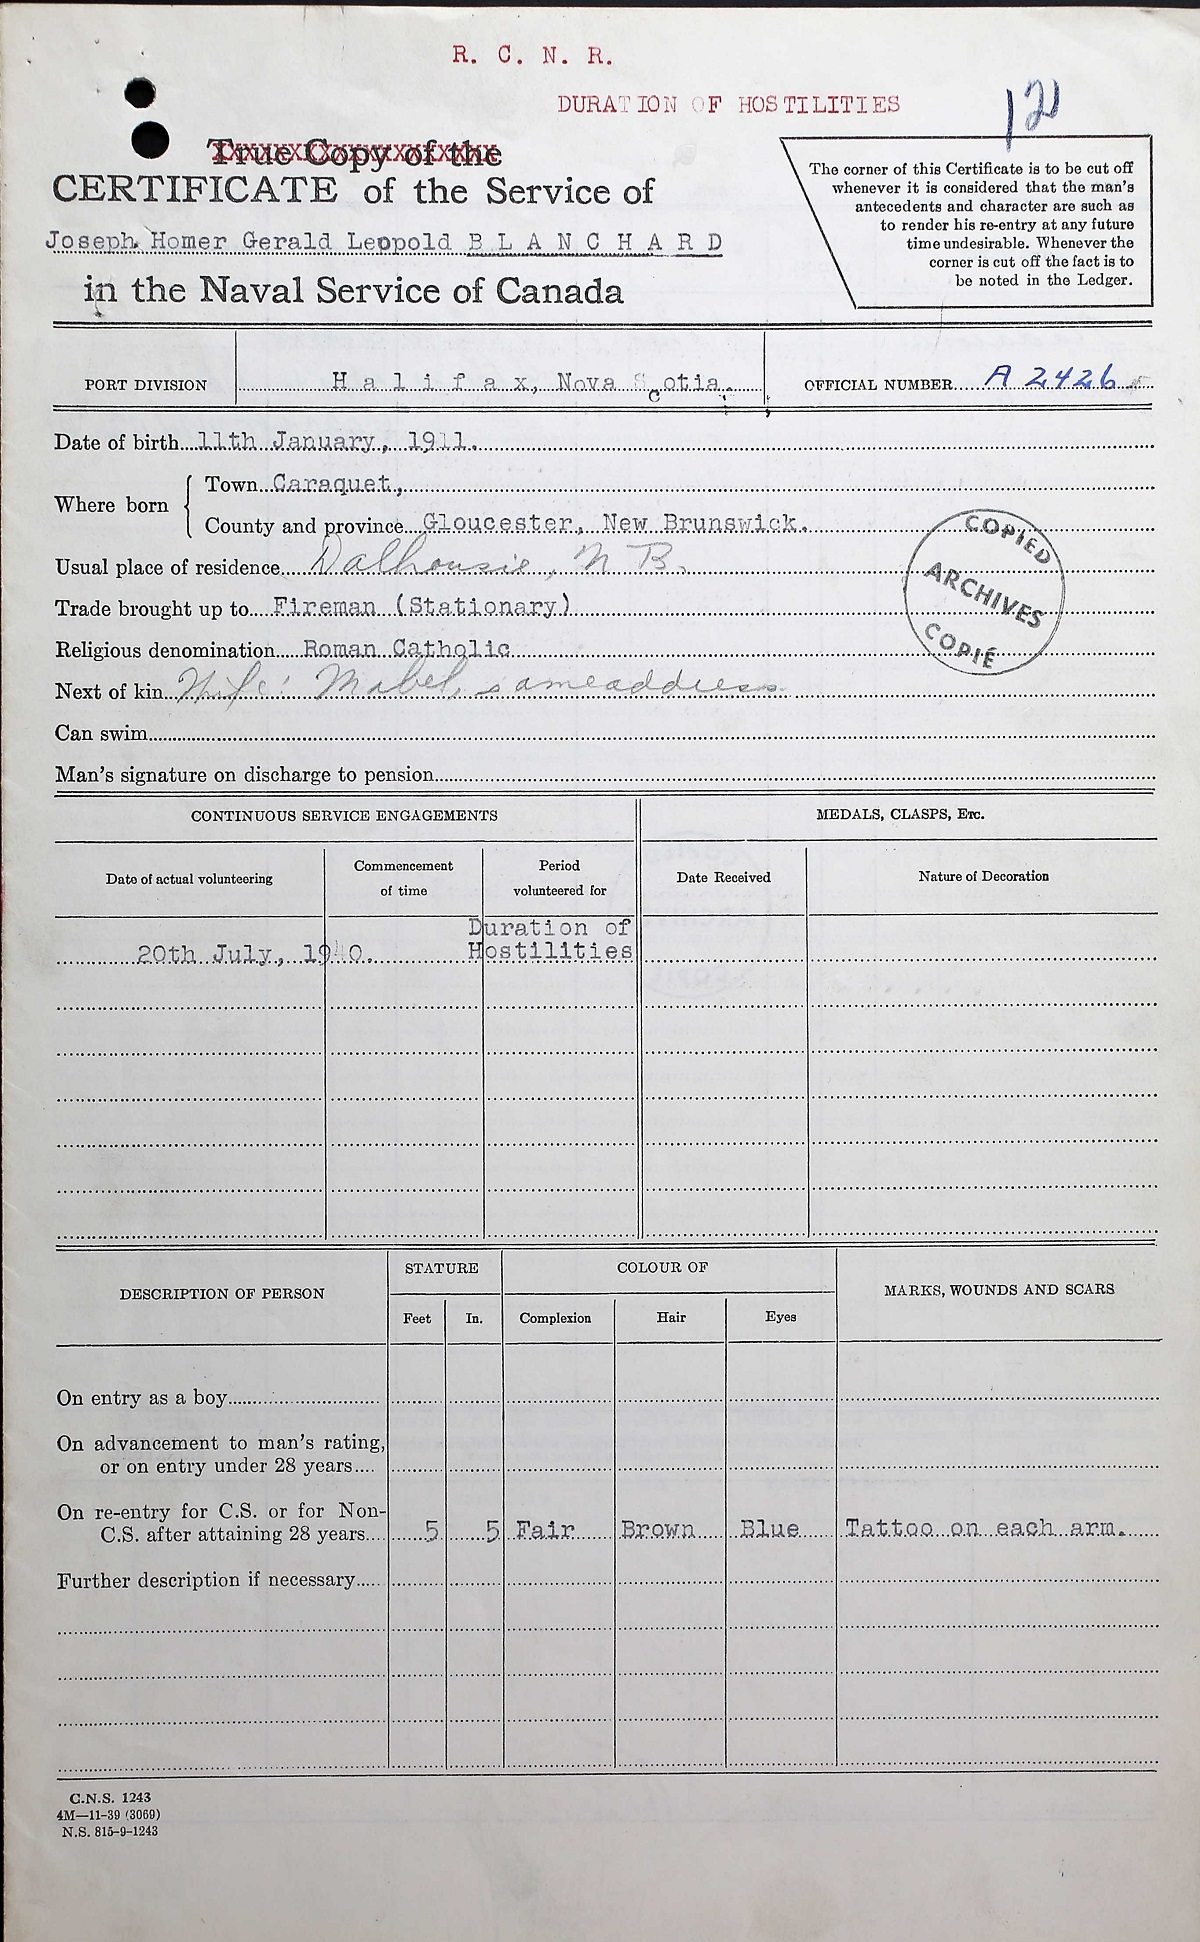 R. C. N. R.
DURATION OF HOSTILITIES
121
True Copy of the
CERTIFICATE of the Service of
Joseph Homer Gerald Leopold B L A N C H A R D
in the Naval Service of Canada
The corner of this Certificate is to be cut off
whenever it is considered that the man's
antecedents and character are such as
to render his re-entry at any future
time undesirable. Whenever the
corner is cut off the fact is to
be noted in the Ledger.
PORT DIVISION H a l i f a x, Nova Scotia. OFFICIAL NUMBER A 2426
Date of birth 11th January, 1911.
Where born
Town Caraquet,
County and province Gloucester, New Brunswick.
Usual place of residence Dalhousie, N B.
Trade brought up to Fireman (Stationary)
Religious denomination Roman Catholic
Next of kin Wife: Mabel, same address
Can swim
Man's signature on discharge to pension
COPIED
ARCHIVES
COPIÉ
CONTINUOUS SERVICE ENGAGEMENTS MEDALS, CLASPS, Etc.
Date of actual volunteering Commencement of time Period volunteered for Date Received Nature of Decoration
20th July, 1940. Duration of
Hostilities
DESCRIPTION OF PERSON STATURE COLOUR OF MARKS, WOUNDS AND SCARS
Feet In. Complexion Hair Eyes
On entry as a boy
On advancement to man's rating,
or on entry under 28 years
On re-entry for C.S. or for Non-
C.S. after attaining 28 years 5 5 Fair Brown Blue Tattoo on each arm.
Further description if necessary
C.N.S. 1243
4M—11-39 (3069)
N.S. 815-9-1243